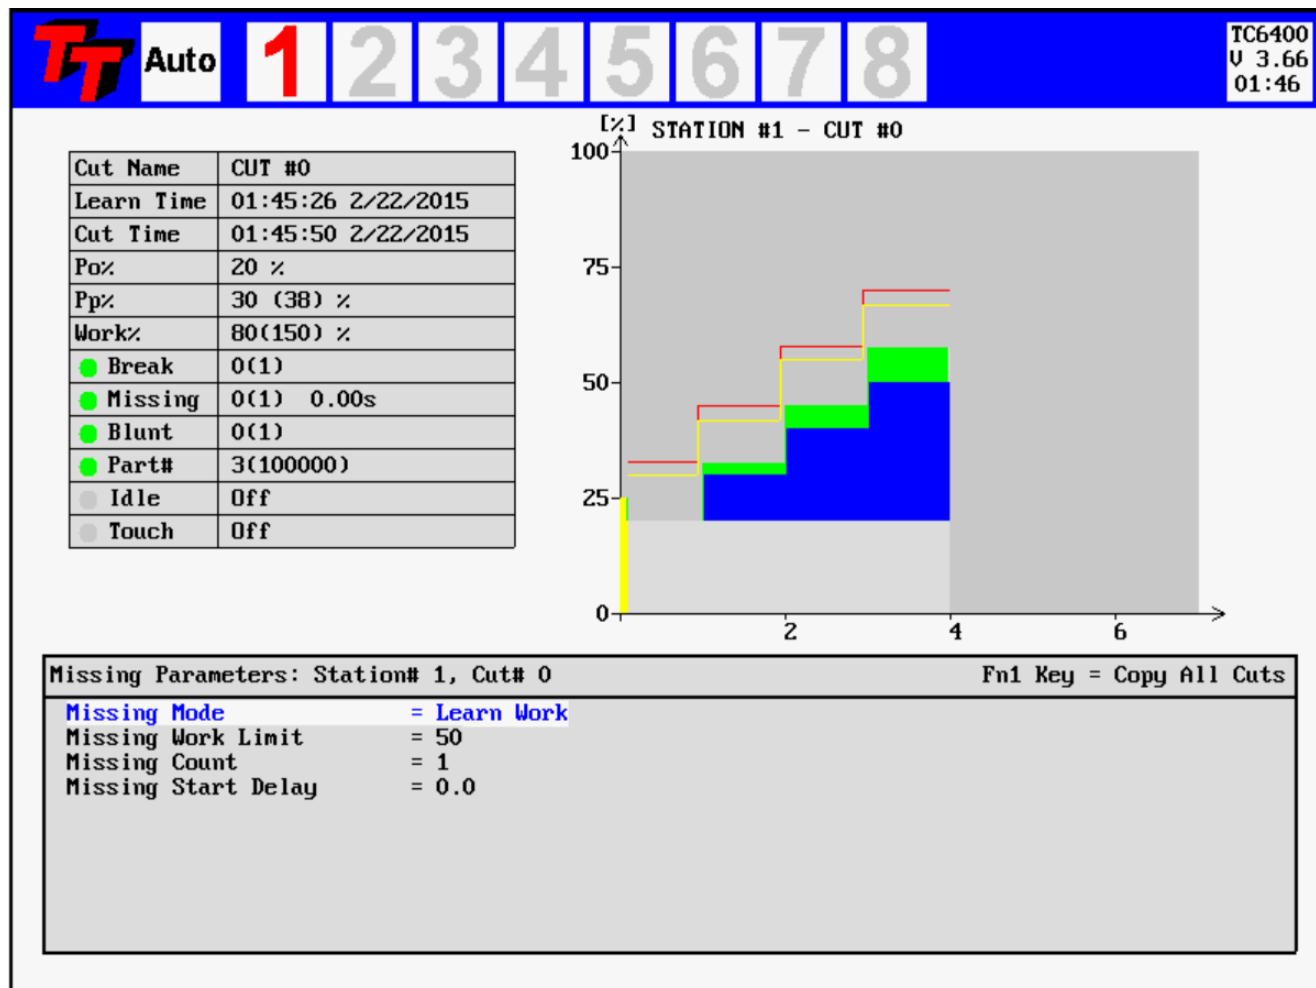 TT Auto 1 2 3 4 5 6 7 8
TC6400
V 3.66
01:46
[%] STATION #1 - CUT #0
Cut Name CUT #0
Learn Time 01:45:26 2/22/2015
Cut Time 01:45:50 2/22/2015
Po% 20 %
Pp% 30 (38) %
Work% 80(150) %
Break 0(1)
Missing 0(1) 0.00s
Blunt 0(1)
Part# 3(100000)
Idle Off
Touch Off
100
75
50
25
0
2 4 6
Missing Parameters: Station# 1, Cut# 0 Fn1 Key = Copy All Cuts
Missing Mode = Learn Work
Missing Work Limit = 50
Missing Count = 1
Missing Start Delay = 0.0